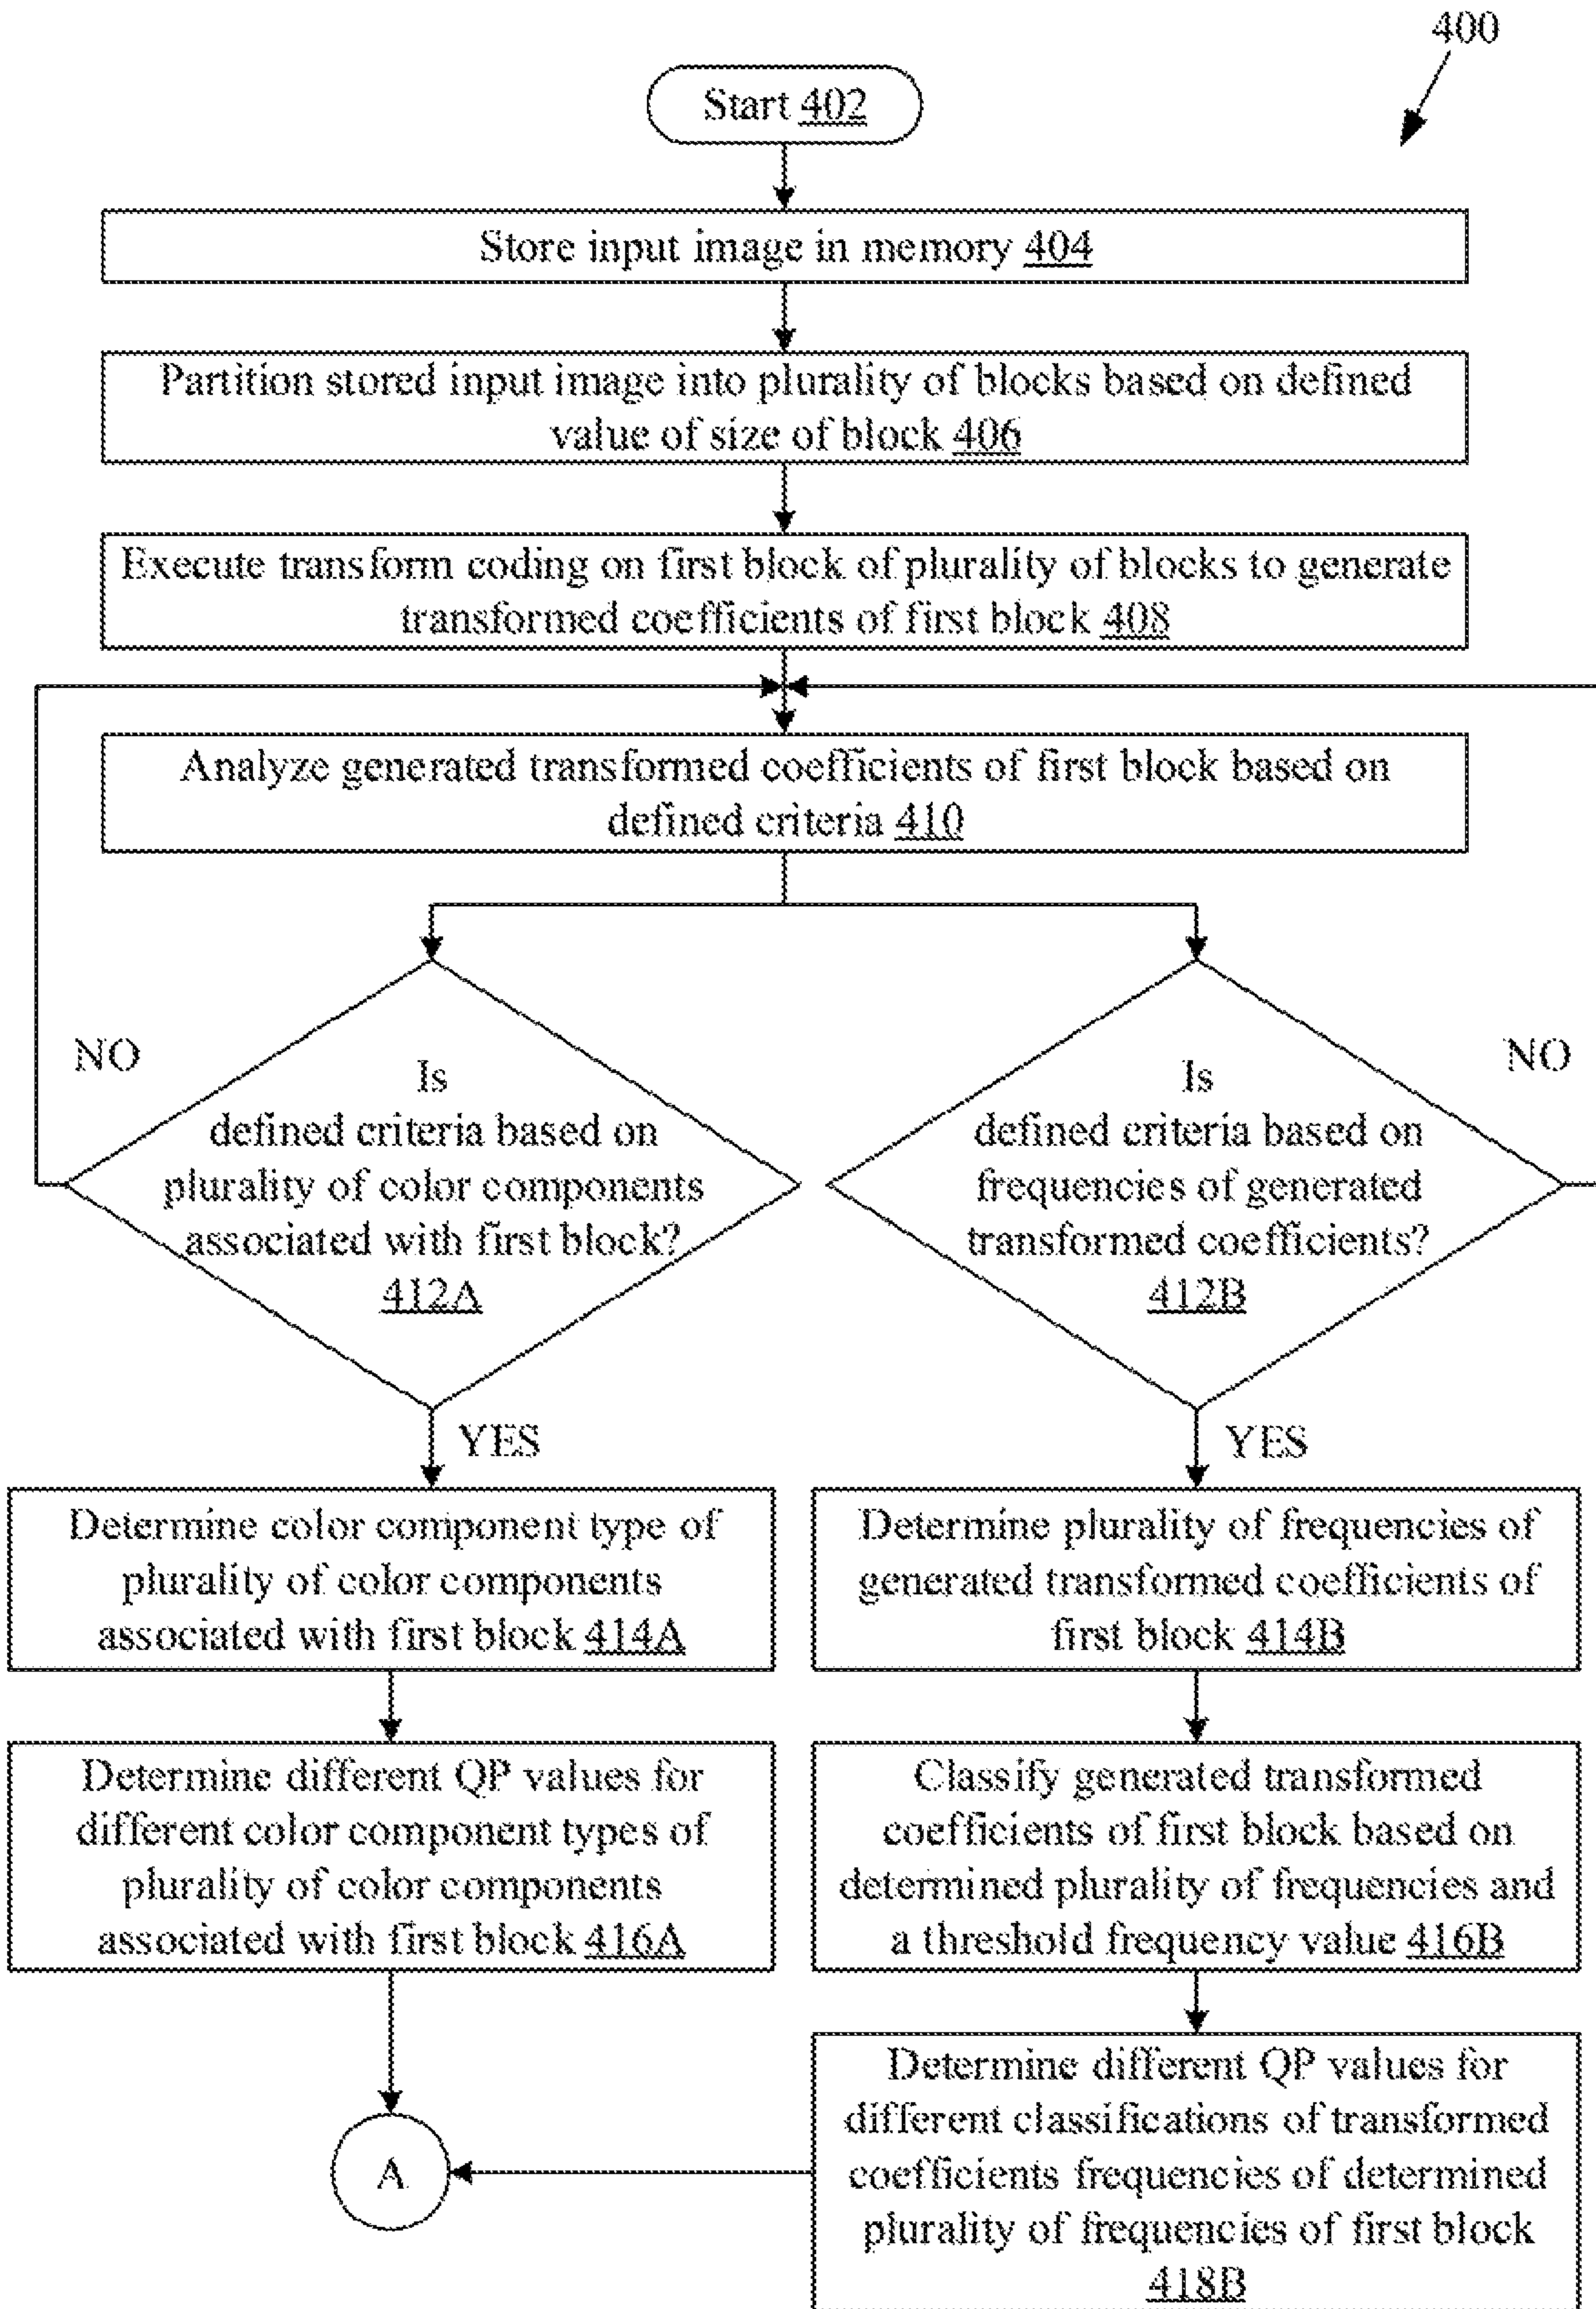 400
Start 402
Store input image in memory 404
Partition stored input image into plurality of blocks based on defined
value of size of block 406
Execute transform coding on first block of plurality of blocks to generate
transformed coefficients of first block 408
Analyze generated transformed coefficients of first block based on
defined criteria 410
NO
Is
defined criteria based on
plurality of color components
associated with first block?
412A
Is
defined criteria based on
frequencies of generated
transformed coefficients?
412B
NO
YES
YES
Determine color component type of
plurality of color components
associated with first block 414A
Determine plurality of frequencies of
generated transformed coefficients of
first block 414B
Determine different QP values for
different color component types of
plurality of color components
associated with first block 416A
Classify generated transformed
coefficients of first block based on
determined plurality of frequencies and
a threshold frequency value 416B
A
Determine different QP values for
different classifications of transformed
coefficients frequencies of determined
plurality of frequencies of first block
418B